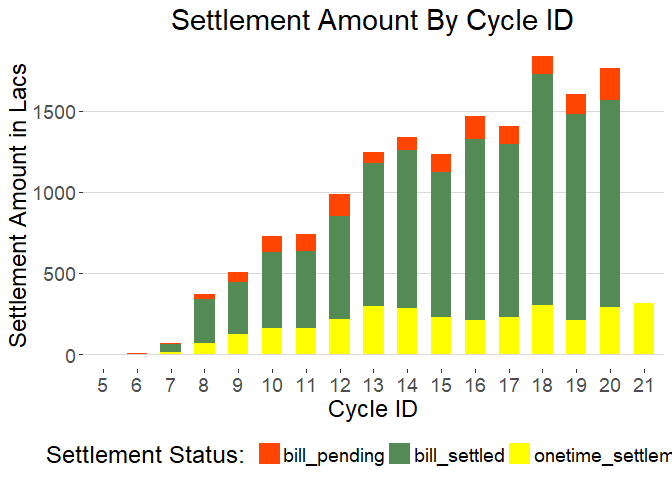 Settlement Amount By Cycle ID
Settlement Amount in Lacs
1500
1000
500
0
5 6 7 8 9 10 11 12 13 14 15 16 17 18 19 20 21
Cycle ID
Settlement Status: bill_pending bill_settled onetime_settlem